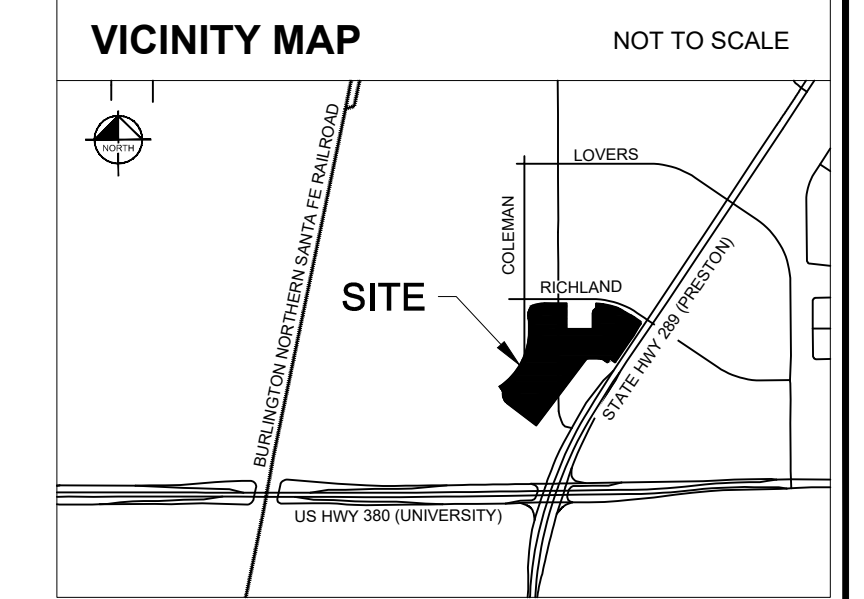 VICINITY MAP
NOT TO SCALE
NORTH
BURLINGTON NORTHERN SANTA FE RAILROAD
LOVERS
COLEMAN
RICHLAND
SITE
STATE HWY 289 (PRESTON)
US HWY 380 (UNIVERSITY)